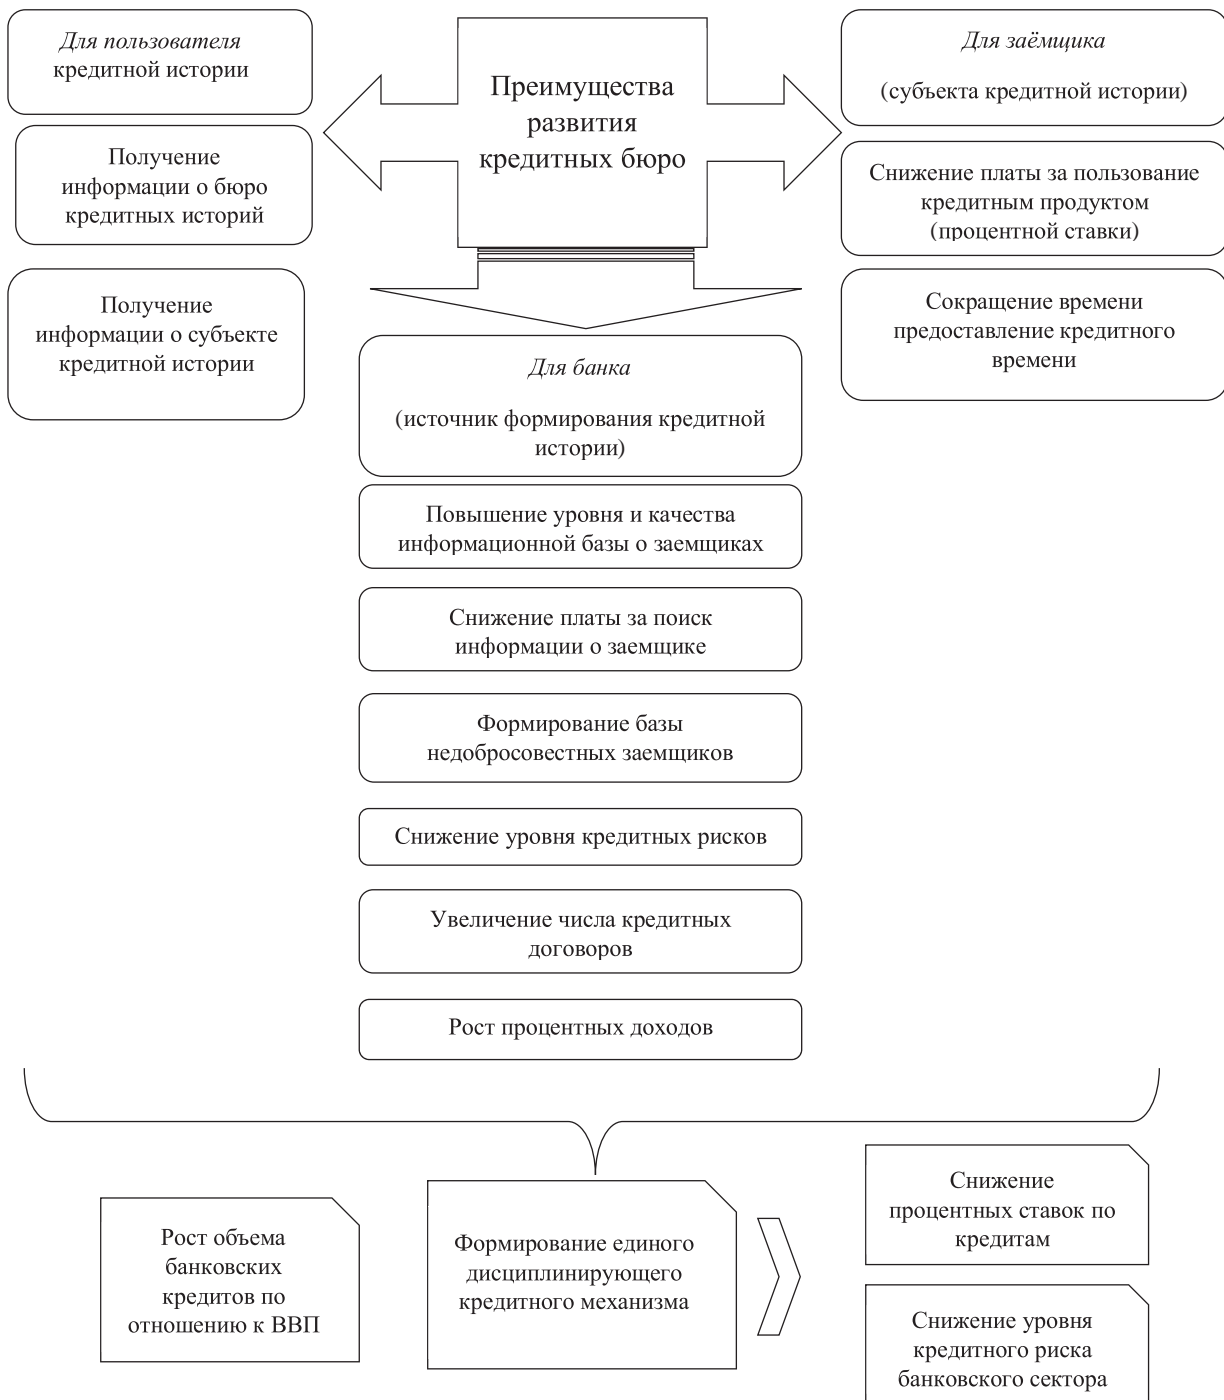 Для пользователя
кредитной истории
Получение
информации о бюро
кредитных историй
Получение
информации о субъекте
кредитной истории
Преимущества
развития
кредитных бюро
Для заёмщика
(субъекта кредитной истории)
Снижение платы за пользование
кредитным продуктом
(процентной ставки)
Сокращение времени
предоставление кредитного
времени
Для банка
(источник формирования кредитной
истории)
Повышение уровня и качества
информационной базы о заемщиках
Снижение платы за поиск
информации о заемщике
Формирование базы
недобросовестных заемщиков
Снижение уровня кредитных рисков
Увеличение числа кредитных
договоров
Рост процентных доходов
Рост объема
банковских
кредитов по
отношению к ВВП
Формирование единого
дисциплинирующего
кредитного механизма
Снижение
процентных ставок по
кредитам
Снижение уровня
кредитного риска
банковского сектора